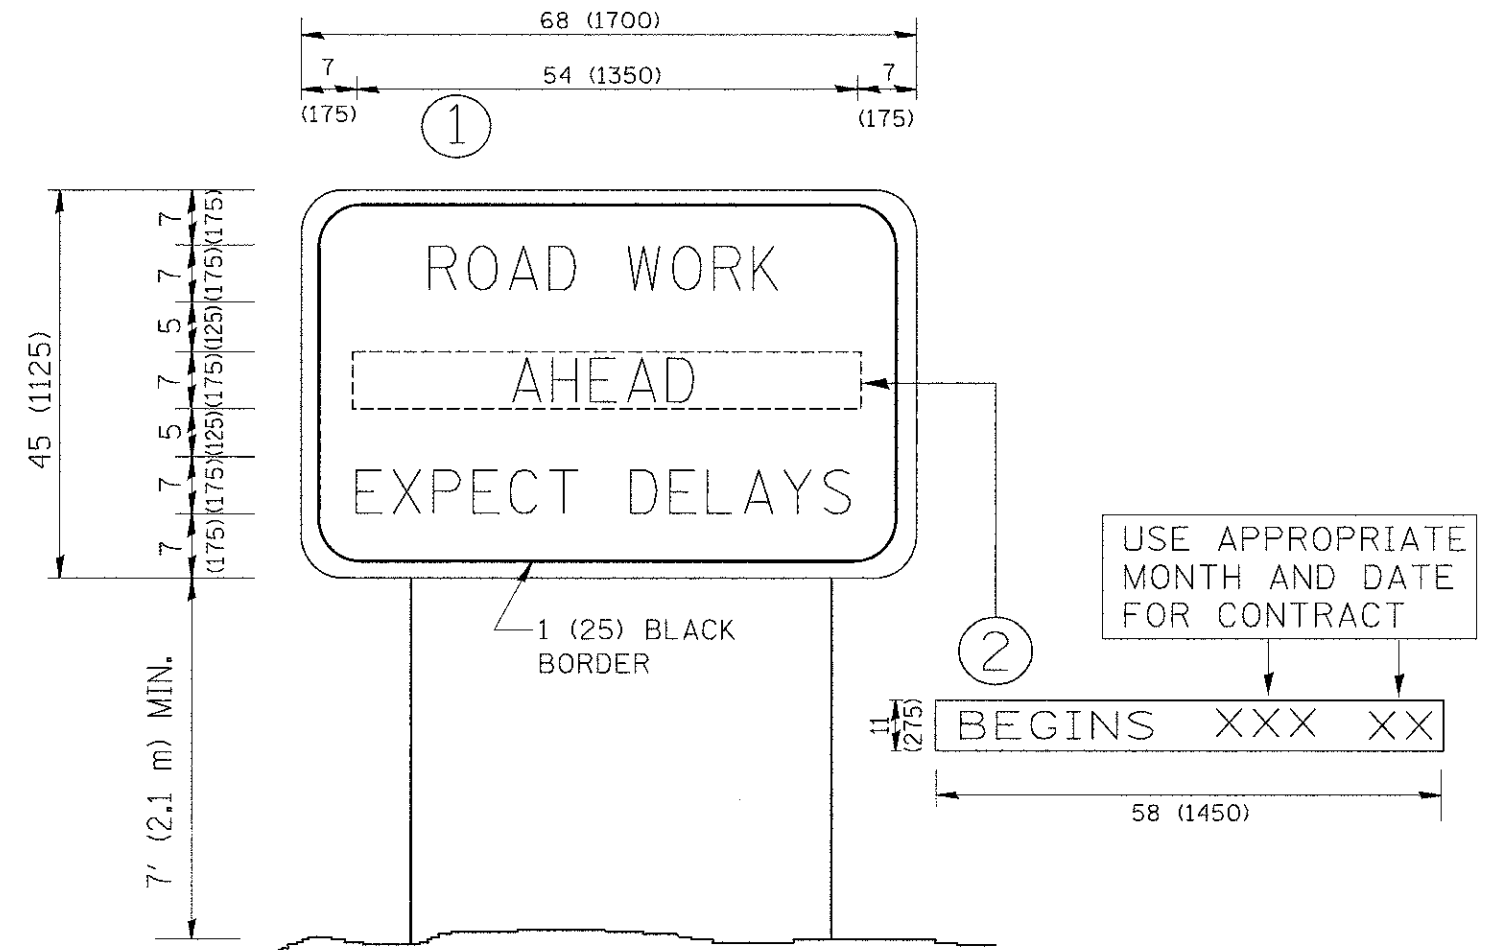 68 (1700)
7
54 (1350)
7
(175)
(175)
1
45 (1125)
7
(175)
7
(175)
5
(125)
7
(175)
5
(125)
7
(175)
7
(175)
ROAD WORK
AHEAD
EXPECT DELAYS
1 (25) BLACK
BORDER
7' (2.1 m) MIN.
2
USE APPROPRIATE
MONTH AND DATE
FOR CONTRACT
11
(275)
BEGINS XXX XX
58 (1450)